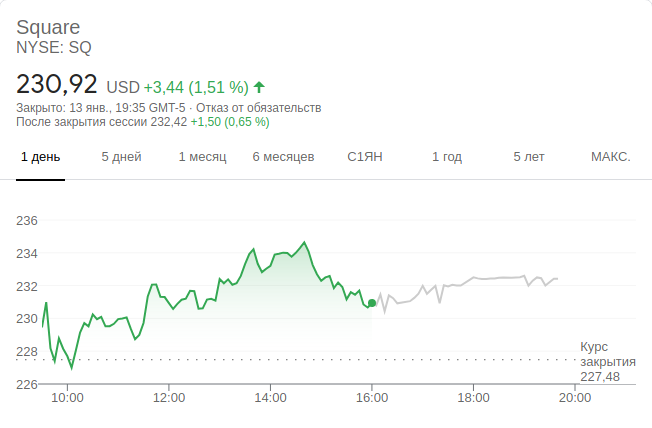 Square
NYSE: SQ
230,92 USD +3,44 (1,51 %)
Закрыто: 13 янв., 19:35 GMT-5 · Отказ от обязательств
После закрытия сессии 232,42 +1,50 (0,65 %)
1 день 5 дней 1 месяц 6 месяцев С1ЯН 1 год 5 лет МАКС.
236
234
232
230
228
226
Курс
закрытия
227,48
10:00 12:00 14:00 16:00 18:00 20:00